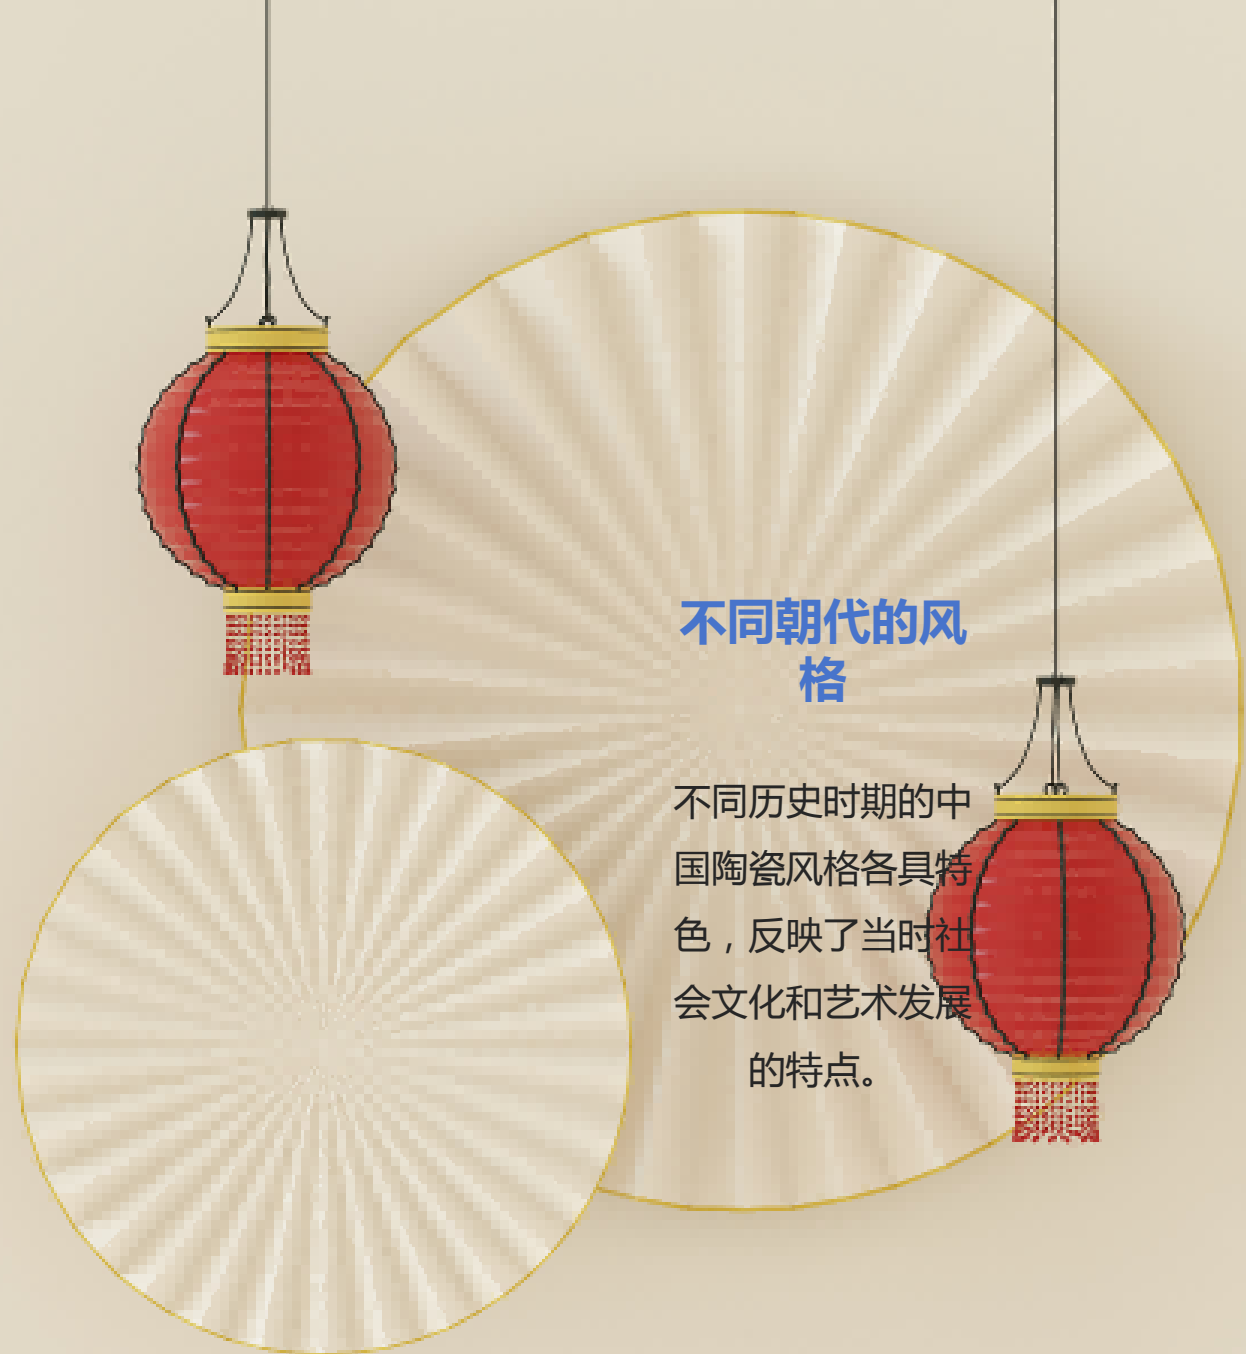 不同朝代的风
格
不同历史时期的中
国陶瓷风格各具特
色，反映了当时社
会文化和艺术发展
的特点。